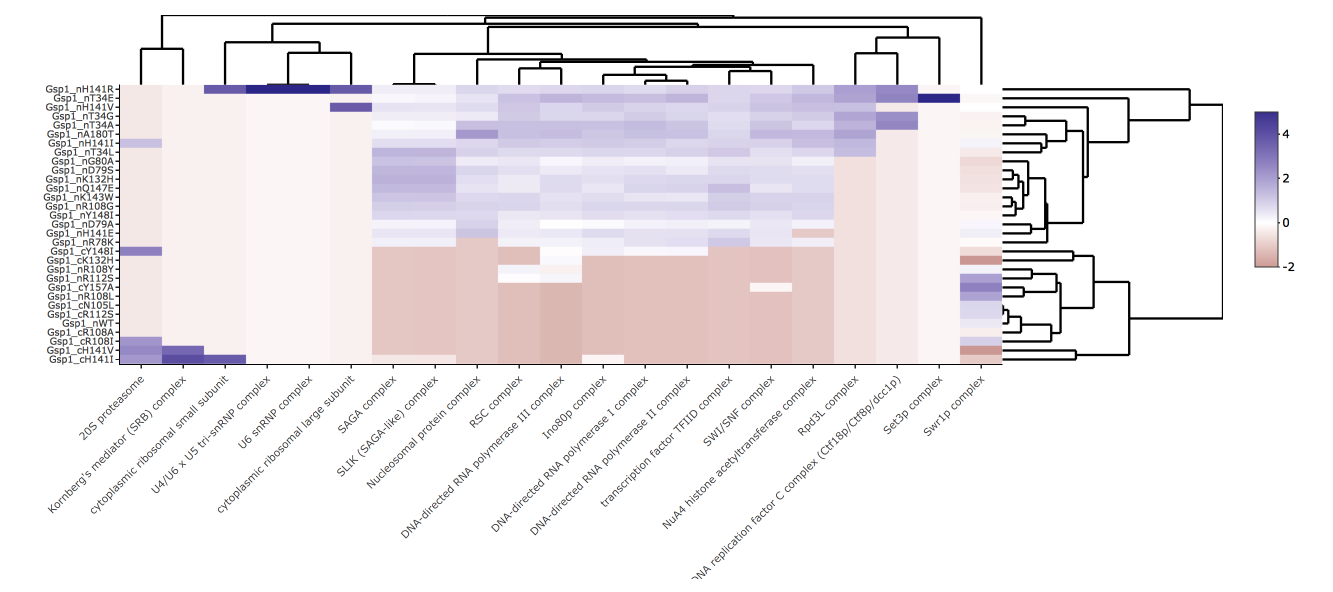 Gsp1_nH141R
Gsp1_nT34E
Gsp1_nH141V
Gsp1_nT34G
Gsp1_nT34A
Gsp1_nA180T
Gsp1_nH141I
Gsp1_nT34L
Gsp1_nG80A
Gsp1_nD79S
Gsp1_nK132H
Gsp1_nQ147E
Gsp1_nK143W
Gsp1_nR108G
Gsp1_nY148I
Gsp1_nD79A
Gsp1_nH141E
Gsp1_nR78K
Gsp1_cY148I
Gsp1_cK132H
Gsp1_nR108Y
Gsp1_nR112S
Gsp1_cY157A
Gsp1_nR108L
Gsp1_cN105L
Gsp1_cR112S
Gsp1_nWT
Gsp1_cR108A
Gsp1_cR108I
Gsp1_cH141V
Gsp1_cH141I
4
2
0
-2
20S proteasome
Kornberg's mediator (SRB) complex
cytoplasmic ribosomal small subunit
U4/U6 x U5 tri-snRNP complex
U6 snRNP complex
cytoplasmic ribosomal large subunit
SAGA complex
SLIK (SAGA-like) complex
Nucleosomal protein complex
RSC complex
DNA-directed RNA polymerase III complex
Ino80p complex
DNA-directed RNA polymerase I complex
DNA-directed RNA polymerase II complex
transcription factor TFIID complex
SWI/SNF complex
NuA4 histone acetyltransferase complex
Rpd3L complex
DNA replication factor C complex (Ctf18p/Ctf8p/dcc1p)
Set3p complex
Swr1p complex